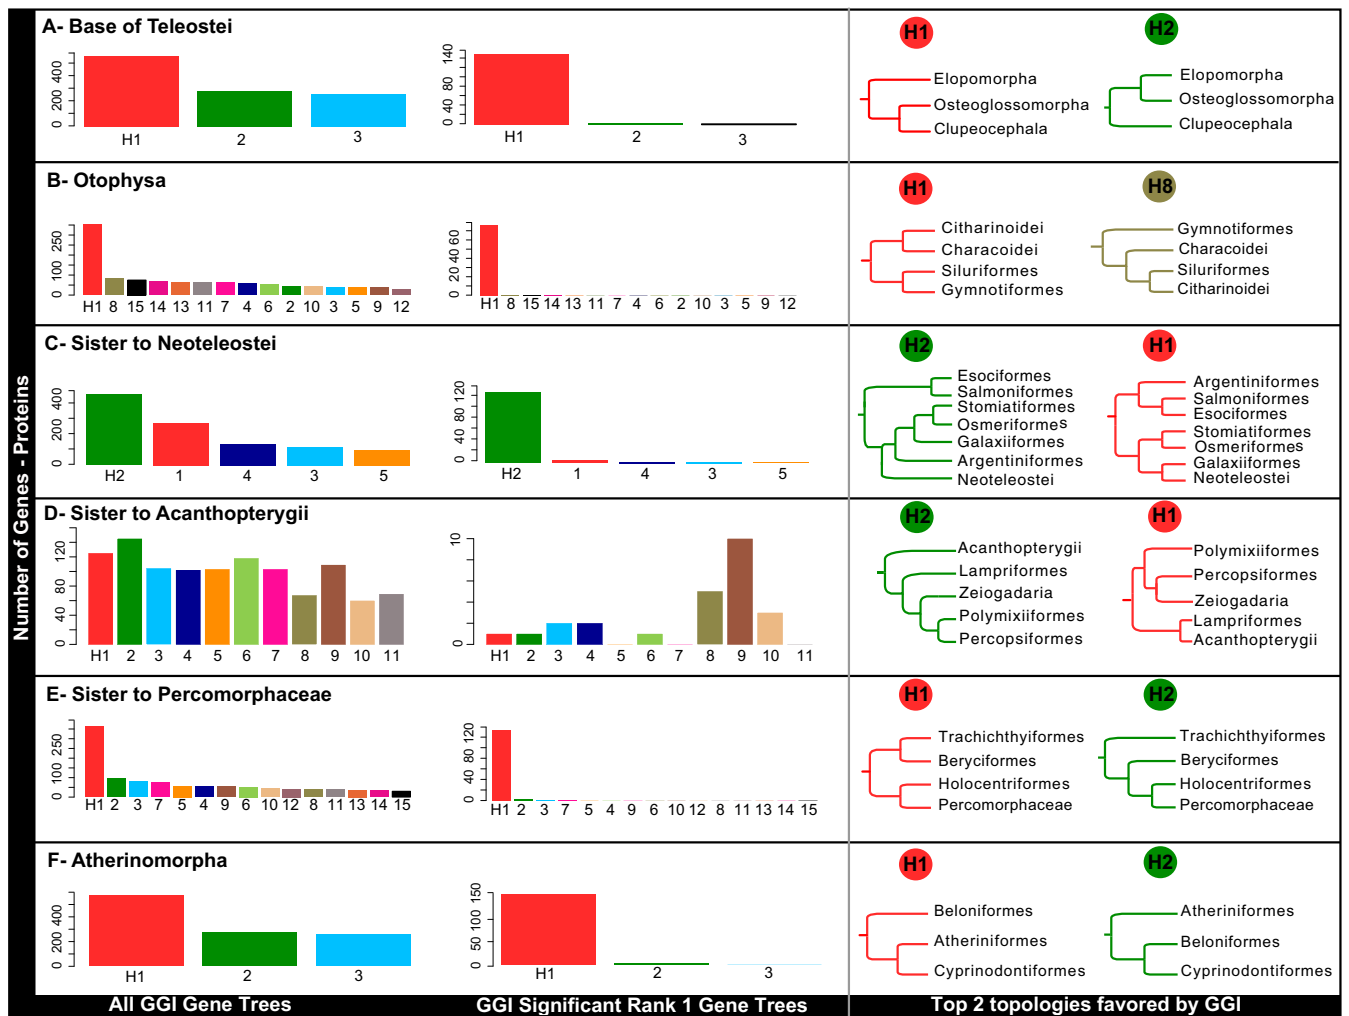 Number of Genes - Proteins
A- Base of Teleostei
0 200 400
H1 2 3
0 40 80 140
H1 2 3
H1
Elopomorpha
Osteoglossomorpha
Clupeocephala
H2
Elopomorpha
Osteoglossomorpha
Clupeocephala
B- Otophysa
0 100 250
H1 8 15 14 13 11 7 4 6 2 10 3 5 9 12
0 20 40 60
H1 8 15 14 13 11 7 4 6 2 10 3 5 9 12
H1
Citharinoidei
Characoidei
Siluriformes
Gymnotiformes
H8
Gymnotiformes
Characoidei
Siluriformes
Citharinoidei
C- Sister to Neoteleostei
0 200 400
H2 1 4 3 5
0 40 80 120
H2 1 4 3 5
H2
Esociformes
Salmoniformes
Stomiatiformes
Osmeriformes
Galaxiiformes
Argentiniformes
Neoteleostei
H1
Argentiniformes
Salmoniformes
Esociformes
Stomiatiformes
Osmeriformes
Galaxiiformes
Neoteleostei
D- Sister to Acanthopterygii
0 40 80 120
H1 2 3 4 5 6 7 8 9 10 11
0 10
H1 2 3 4 5 6 7 8 9 10 11
H2
Acanthopterygii
Lampriformes
Zeiogadaria
Polymixiiformes
Percopsiformes
H1
Polymixiiformes
Percopsiformes
Zeiogadaria
Lampriformes
Acanthopterygii
E- Sister to Percomorphaceae
0 100 250
H1 2 3 7 5 4 9 6 10 12 8 11 13 14 15
0 40 80 120
H1 2 3 7 5 4 9 6 10 12 8 11 13 14 15
H1
Trachichthyiformes
Beryciformes
Holocentriformes
Percomorphaceae
H2
Trachichthyiformes
Beryciformes
Holocentriformes
Percomorphaceae
F- Atherinomorpha
0 200 400
H1 2 3
0 50 100 150
H1 2 3
H1
Beloniformes
Atheriniformes
Cyprinodontiformes
H2
Atheriniformes
Beloniformes
Cyprinodontiformes
All GGI Gene Trees
GGI Significant Rank 1 Gene Trees
Top 2 topologies favored by GGI